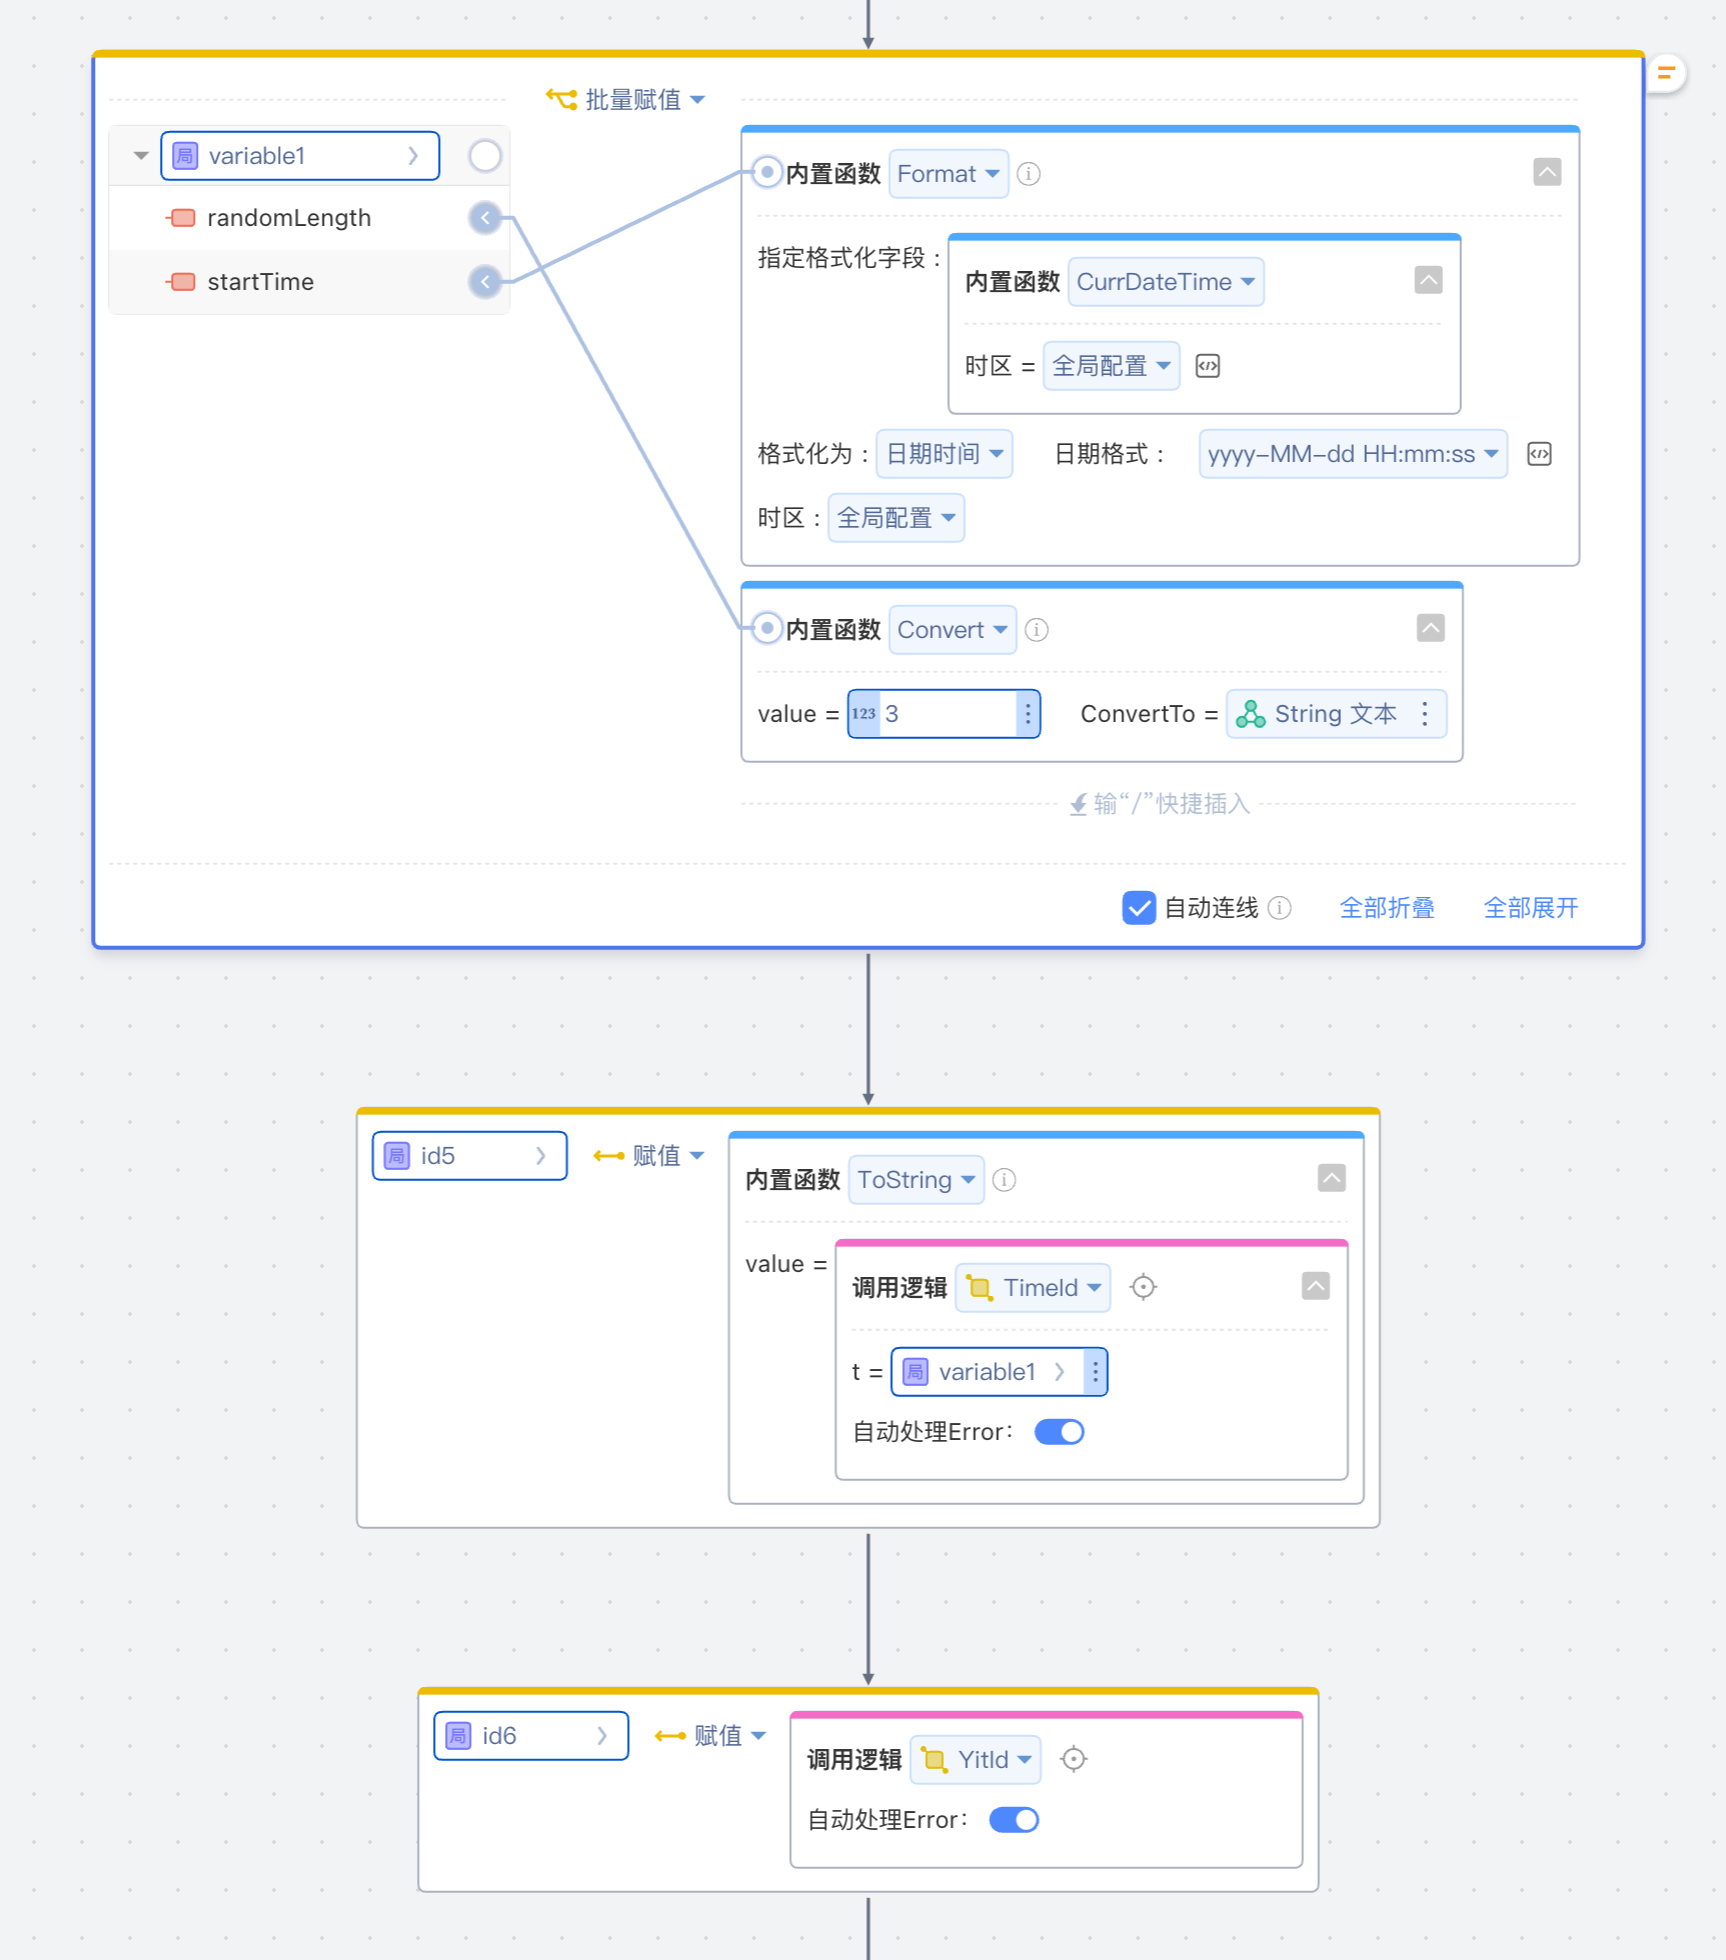 批量赋值
局 variable1
randomLength
startTime
内置函数 Format
指定格式化字段：
内置函数 CurrDateTime
时区 = 全局配置
格式化为： 日期时间 日期格式： yyyy-MM-dd HH:mm:ss
时区： 全局配置
内置函数 Convert
value = 123 3 ConvertTo = String 文本
输“/”快捷插入
自动连线 全部折叠 全部展开
局 id5 赋值
内置函数 ToString
value =
调用逻辑 TimeId
t = 局 variable1
自动处理Error：
局 id6 赋值
调用逻辑 YitId
自动处理Error：